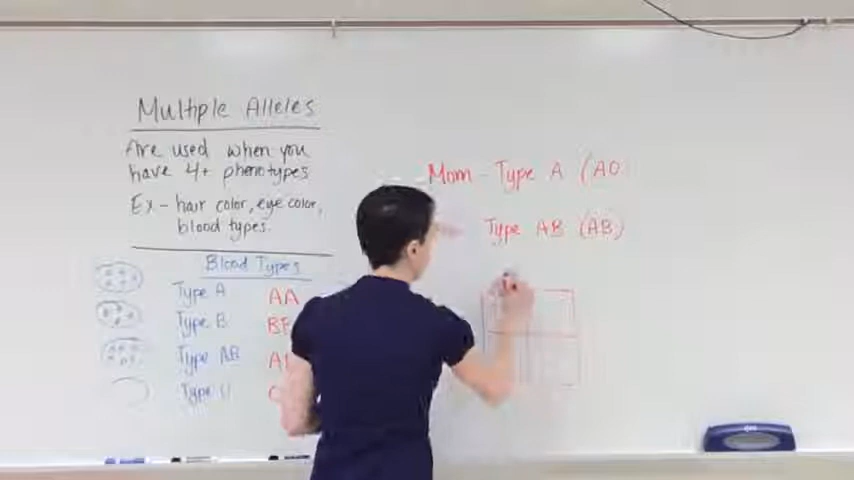 Multiple Alleles
Are used when you
have 4+ phenotypes
Ex - hair color, eye color,
blood types.
Blood Types
Type A AA
Type B
Type AB
Type O
Mom - Type A (AO
Type AB (AB)